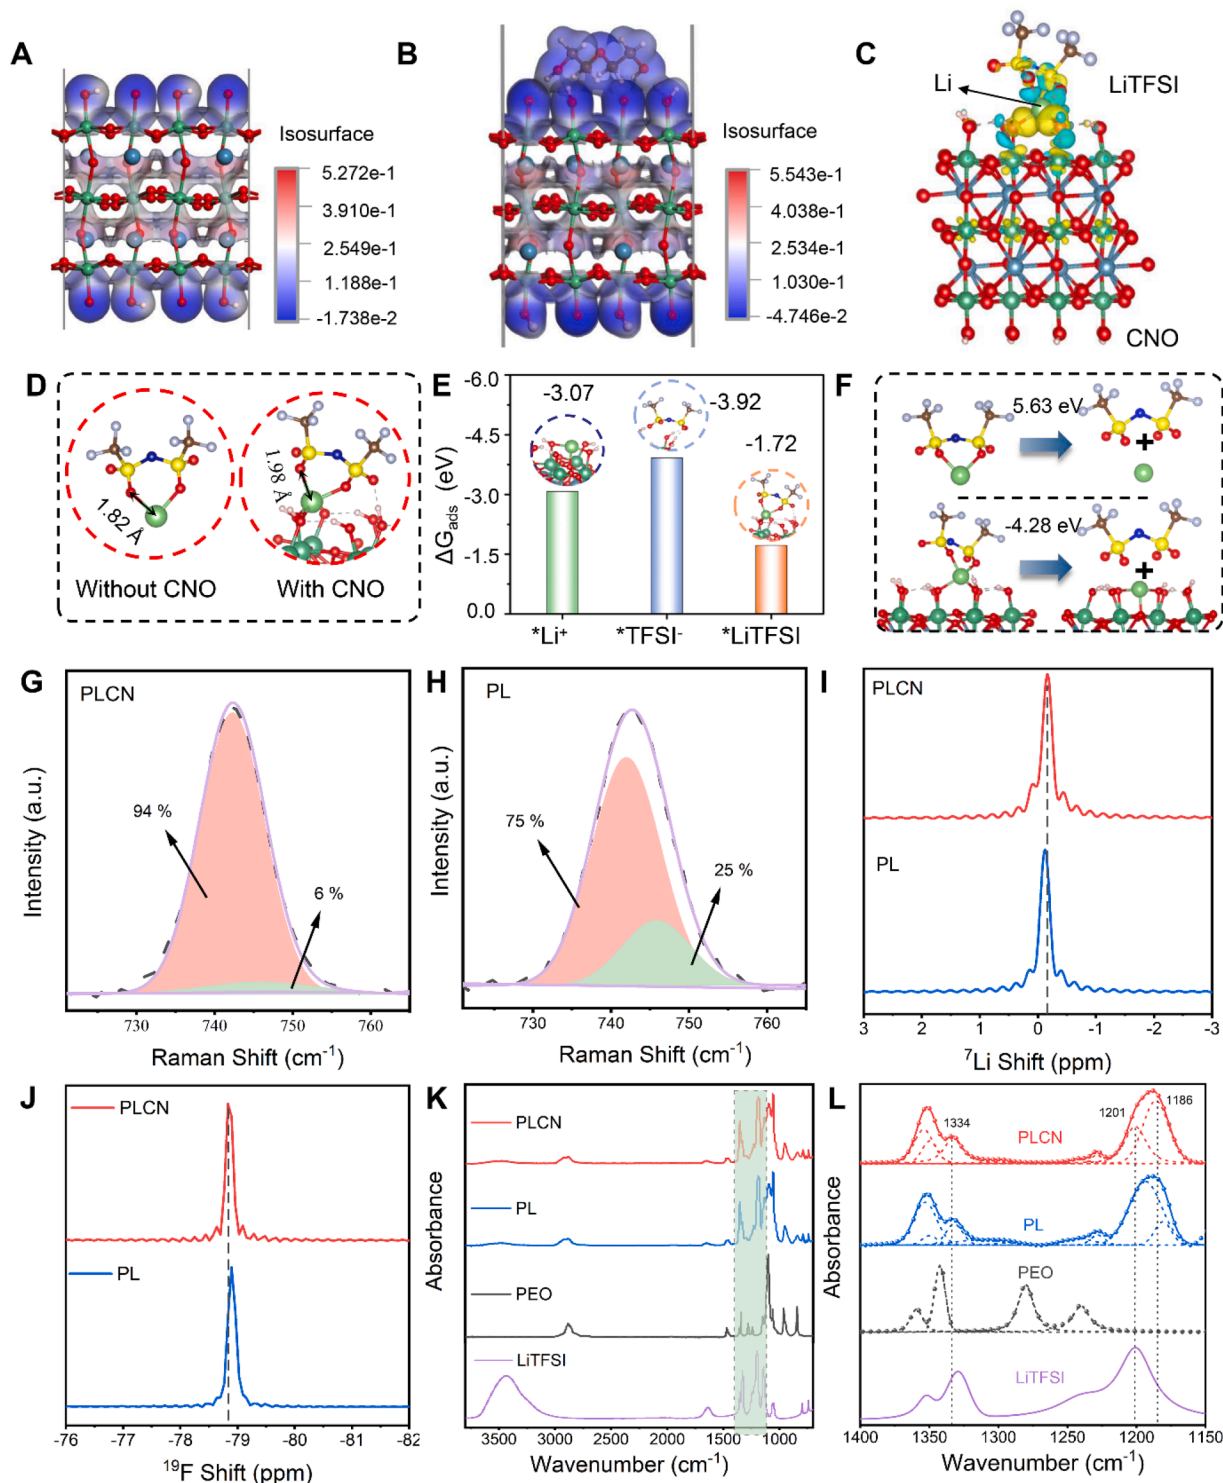 A
Isosurface
5.272e-1
3.910e-1
2.549e-1
1.188e-1
-1.738e-2
B
Isosurface
5.543e-1
4.038e-1
2.534e-1
1.030e-1
-4.746e-2
C
Li
LiTFSI
CNO
D
1.82 Å
1.98 Å
Without CNO
With CNO
E
ΔG_ads (eV)
-6.0
-4.5
-3.0
-1.5
0.0
-3.07
-3.92
-1.72
*Li⁺
*TFSI⁻
*LiTFSI
F
5.63 eV
+
-4.28 eV
+
G
PLCN
94 %
6 %
Intensity (a.u.)
730 740 750 760
Raman Shift (cm⁻¹)
H
PL
75 %
25 %
Intensity (a.u.)
730 740 750 760
Raman Shift (cm⁻¹)
I
PLCN
PL
3 2 1 0 -1 -2 -3
⁷Li Shift (ppm)
J
PLCN
PL
-76 -77 -78 -79 -80 -81 -82
¹⁹F Shift (ppm)
K
PLCN
PL
PEO
LiTFSI
Absorbance
3500 3000 2500 2000 1500 1000
Wavenumber (cm⁻¹)
L
1334
1201
1186
PLCN
PL
PEO
LiTFSI
Absorbance
1400 1350 1300 1250 1200 1150
Wavenumber (cm⁻¹)